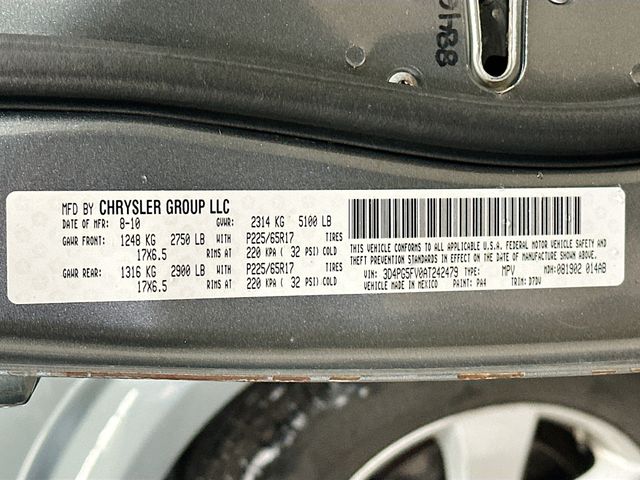 88419
MFD BY CHRYSLER GROUP LLC
DATE OF MFR: 8-10 GVWR: 2314 KG 5100 LB
GAWR FRONT: 1248 KG 2750 LB WITH P225/65R17 TIRES
17X6.5 RIMS AT 220 KPA ( 32 PSI) COLD
GAWR REAR: 1316 KG 2900 LB WITH P225/65R17 TIRES
17X6.5 RIMS AT 220 KPA ( 32 PSI) COLD
THIS VEHICLE CONFORMS TO ALL APPLICABLE U.S.A. FEDERAL MOTOR VEHICLE SAFETY
THEFT PREVENTION STANDARDS IN EFFECT ON THE DATE OF MANUFACTURE SHOWN ABOVE
VIN: 3D4PG5FV0AT242479 TYPE: MPV MDH: 081902 014AB
VEHICLE MADE IN MEXICO PAINT: PA4 TRIM: D7DV